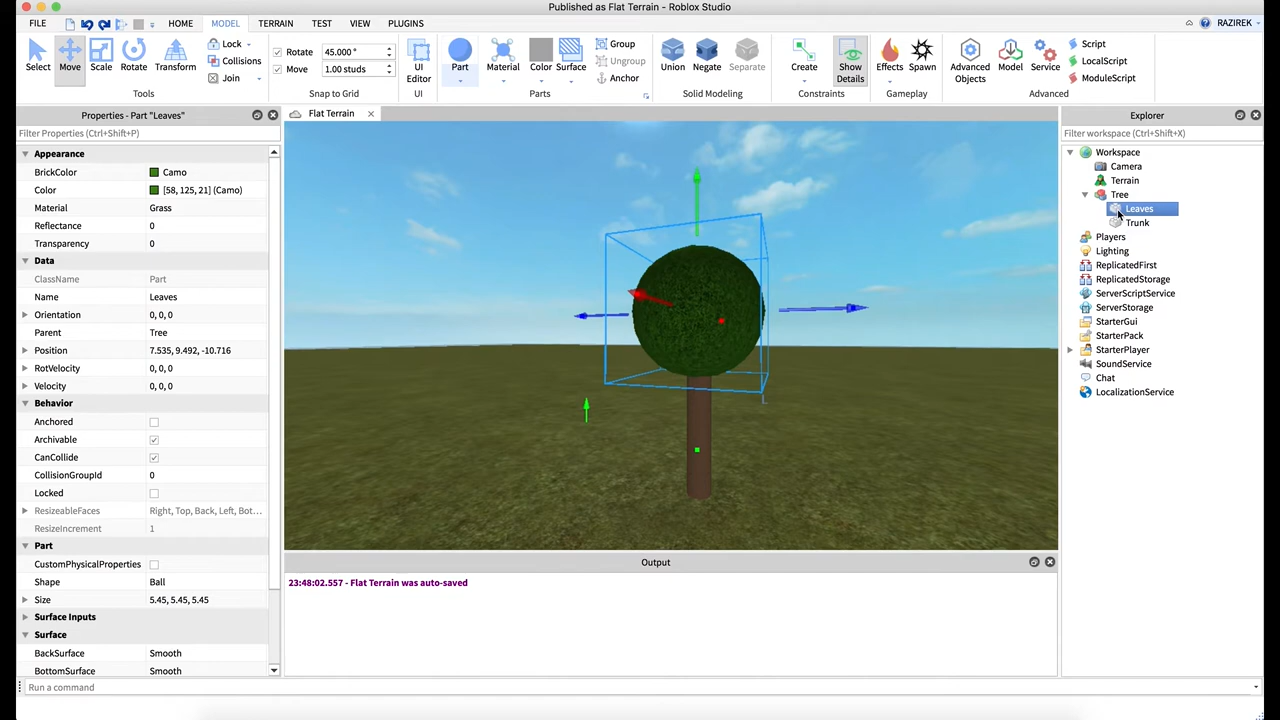 Published as Flat Terrain - Roblox Studio
FILE HOME MODEL TERRAIN TEST VIEW PLUGINS RAZIREK
Select Move Scale Rotate Transform
Lock
Collisions
Join
Tools
Rotate 45.000 °
Move 1.00 studs
Snap to Grid
UI Editor
UI
Part Material Color Surface
Group
Ungroup
Anchor
Parts
Union Negate Separate
Solid Modeling
Create Show Details
Constraints
Effects Spawn
Gameplay
Advanced Objects Model Service
Script
LocalScript
ModuleScript
Advanced
Properties - Part "Leaves"
Filter Properties (Ctrl+Shift+P)
Appearance
BrickColor Camo
Color [58, 125, 21] (Camo)
Material Grass
Reflectance 0
Transparency 0
Data
ClassName Part
Name Leaves
Orientation 0, 0, 0
Parent Tree
Position 7.535, 9.492, -10.716
RotVelocity 0, 0, 0
Velocity 0, 0, 0
Behavior
Anchored
Archivable
CanCollide
CollisionGroupId 0
Locked
ResizeableFaces Right, Top, Back, Left, Bot...
ResizeIncrement 1
Part
CustomPhysicalProperties
Shape Ball
Size 5.45, 5.45, 5.45
Surface Inputs
Surface
BackSurface Smooth
BottomSurface Smooth
Flat Terrain
Output
23:48:02.557 - Flat Terrain was auto-saved
Explorer
Filter workspace (Ctrl+Shift+X)
Workspace
Camera
Terrain
Tree
Leaves
Trunk
Players
Lighting
ReplicatedFirst
ReplicatedStorage
ServerScriptService
ServerStorage
StarterGui
StarterPack
StarterPlayer
SoundService
Chat
LocalizationService
Run a command